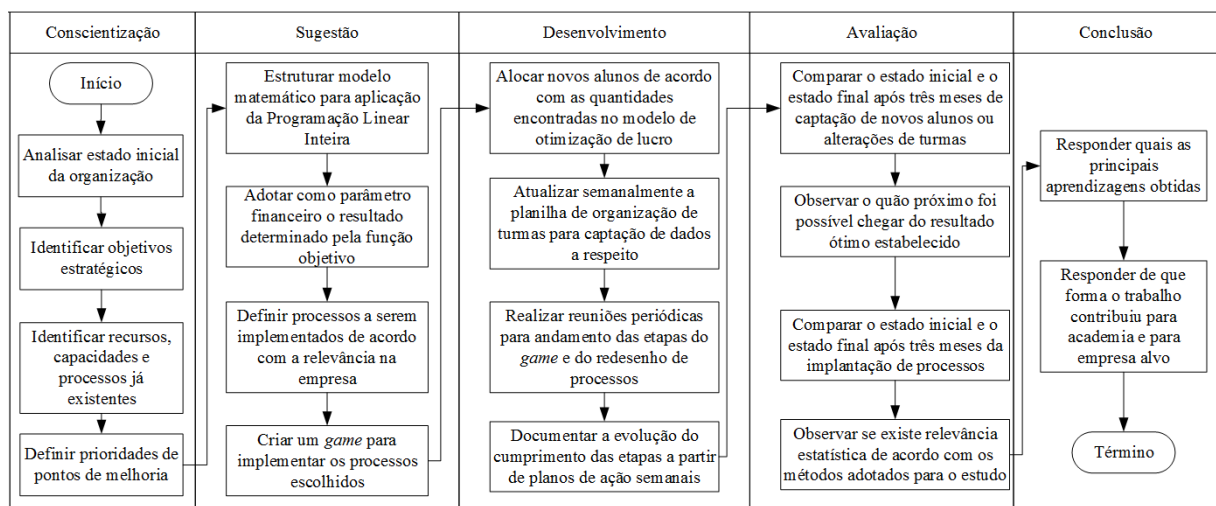 Conscientização
Início
Analisar estado inicial
da organização
Identificar objetivos
estratégicos
Identificar recursos,
capacidades e
processos já
existentes
Definir prioridades de
pontos de melhoria
Sugestão
Estruturar modelo
matemático para aplicação
da Programação Linear
Inteira
Adotar como parâmetro
financeiro o resultado
determinado pela função
objetivo
Definir processos a serem
implementados de acordo
com a relevância na
empresa
Criar um game para
implementar os processos
escolhidos
Desenvolvimento
Alocar novos alunos de acordo
com as quantidades
encontradas no modelo de
otimização de lucro
Atualizar semanalmente a
planilha de organização de
turmas para captação de dados
a respeito
Realizar reuniões periódicas
para andamento das etapas do
game e do redesenho de
processos
Documentar a evolução do
cumprimento das etapas a partir
de planos de ação semanais
Avaliação
Comparar o estado inicial e o
estado final após três meses de
captação de novos alunos ou
alterações de turmas
Observar o quão próximo foi
possível chegar do resultado
ótimo estabelecido
Comparar o estado inicial e o
estado final após três meses da
implantação de processos
Observar se existe relevância
estatística de acordo com os
métodos adotados para o estudo
Conclusão
Responder quais as
principais
aprendizagens obtidas
Responder de que
forma o trabalho
contribuiu para
academia e para
empresa alvo
Término